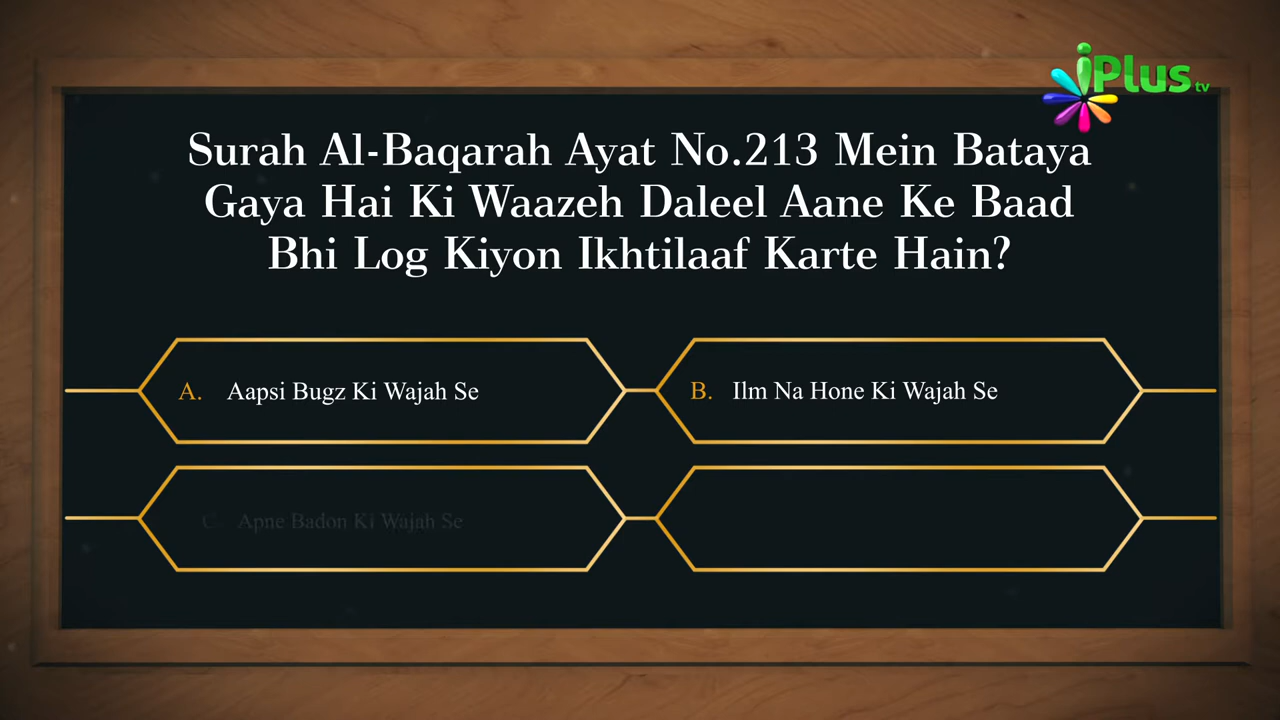 iPlus tv
Surah Al-Baqarah Ayat No.213 Mein Bataya
Gaya Hai Ki Waazeh Daleel Aane Ke Baad
Bhi Log Kiyon Ikhtilaaf Karte Hain?
A. Aapsi Bugz Ki Wajah Se
B. Ilm Na Hone Ki Wajah Se
C. Apne Badon Ki Wajah Se